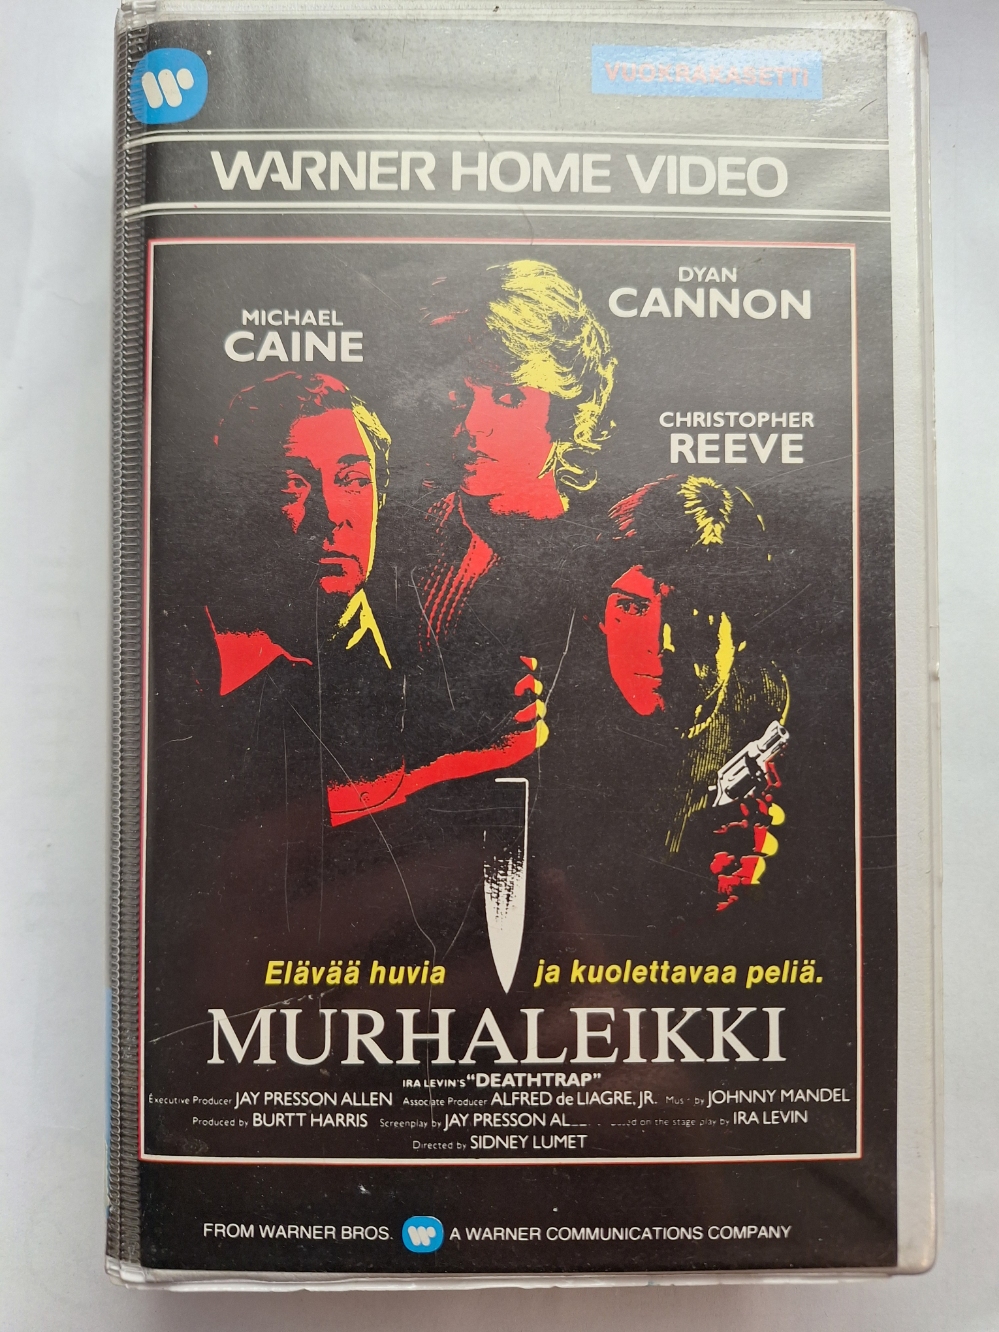 VUOKRAKASETTI
WARNER HOME VIDEO
MICHAEL
CAINE
DYAN
CANNON
CHRISTOPHER
REEVE
Elävää huvia ja kuolettavaa peliä.
MURHALEIKKI
IRA LEVIN'S "DEATHTRAP"
Executive Producer JAY PRESSON ALLEN Associate Producer ALFRED de LIAGRE, JR. by JOHNNY MANDEL
Produced by BURTT HARRIS Screenplay by JAY PRESSON on the stage play by IRA LEVIN
Directed by SIDNEY LUMET
FROM WARNER BROS. A WARNER COMMUNICATIONS COMPANY